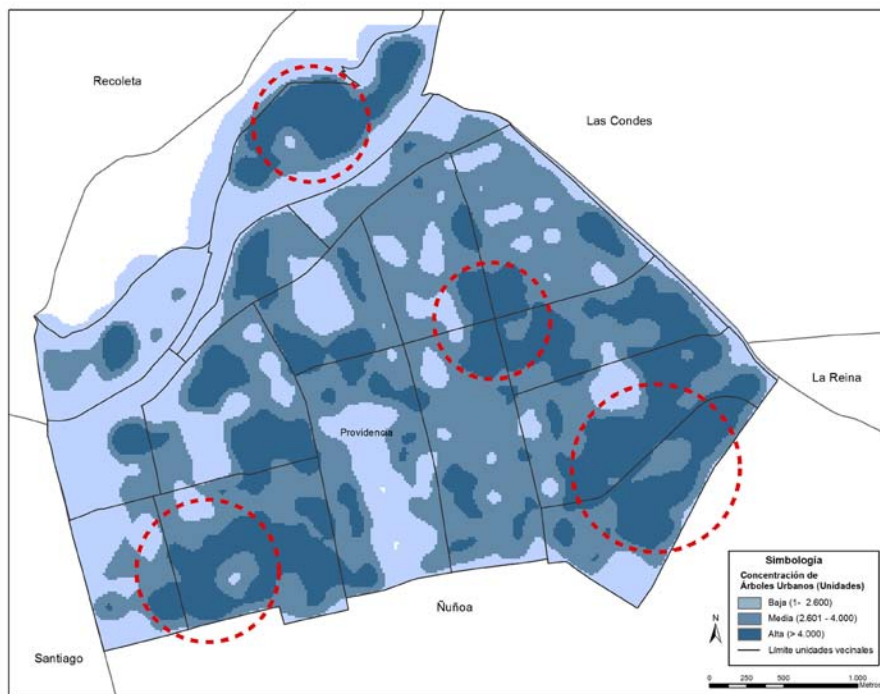 Recoleta
Las Condes
La Reina
Providencia
Ñuñoa
Santiago
N
Simbología
Concentración de
Árboles Urbanos (Unidades)
Baja (1- 2.600)
Media (2.601 - 4.000)
Alta (> 4.000)
Límite unidades vecinales
0 250 500 1.000
Metros